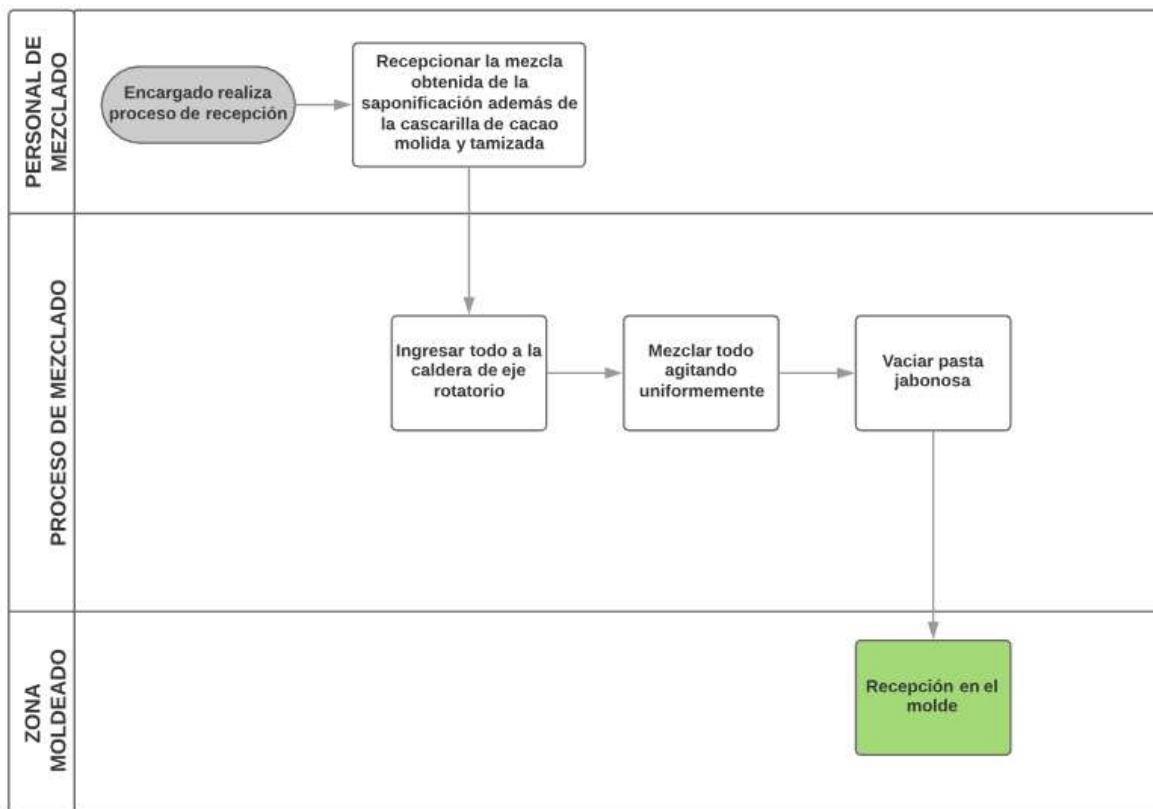 PERSONAL DE
MEZCLADO
Encargado realiza
proceso de recepción
Recepcionar la mezcla
obtenida de la
saponificación además de
la cascarilla de cacao
molida y tamizada
PROCESO DE MEZCLADO
Ingresar todo a la
caldera de eje
rotatorio
Mezclar todo
agitando
uniformemente
Vaciar pasta
jabonosa
ZONA
MOLDEADO
Recepción en el
molde